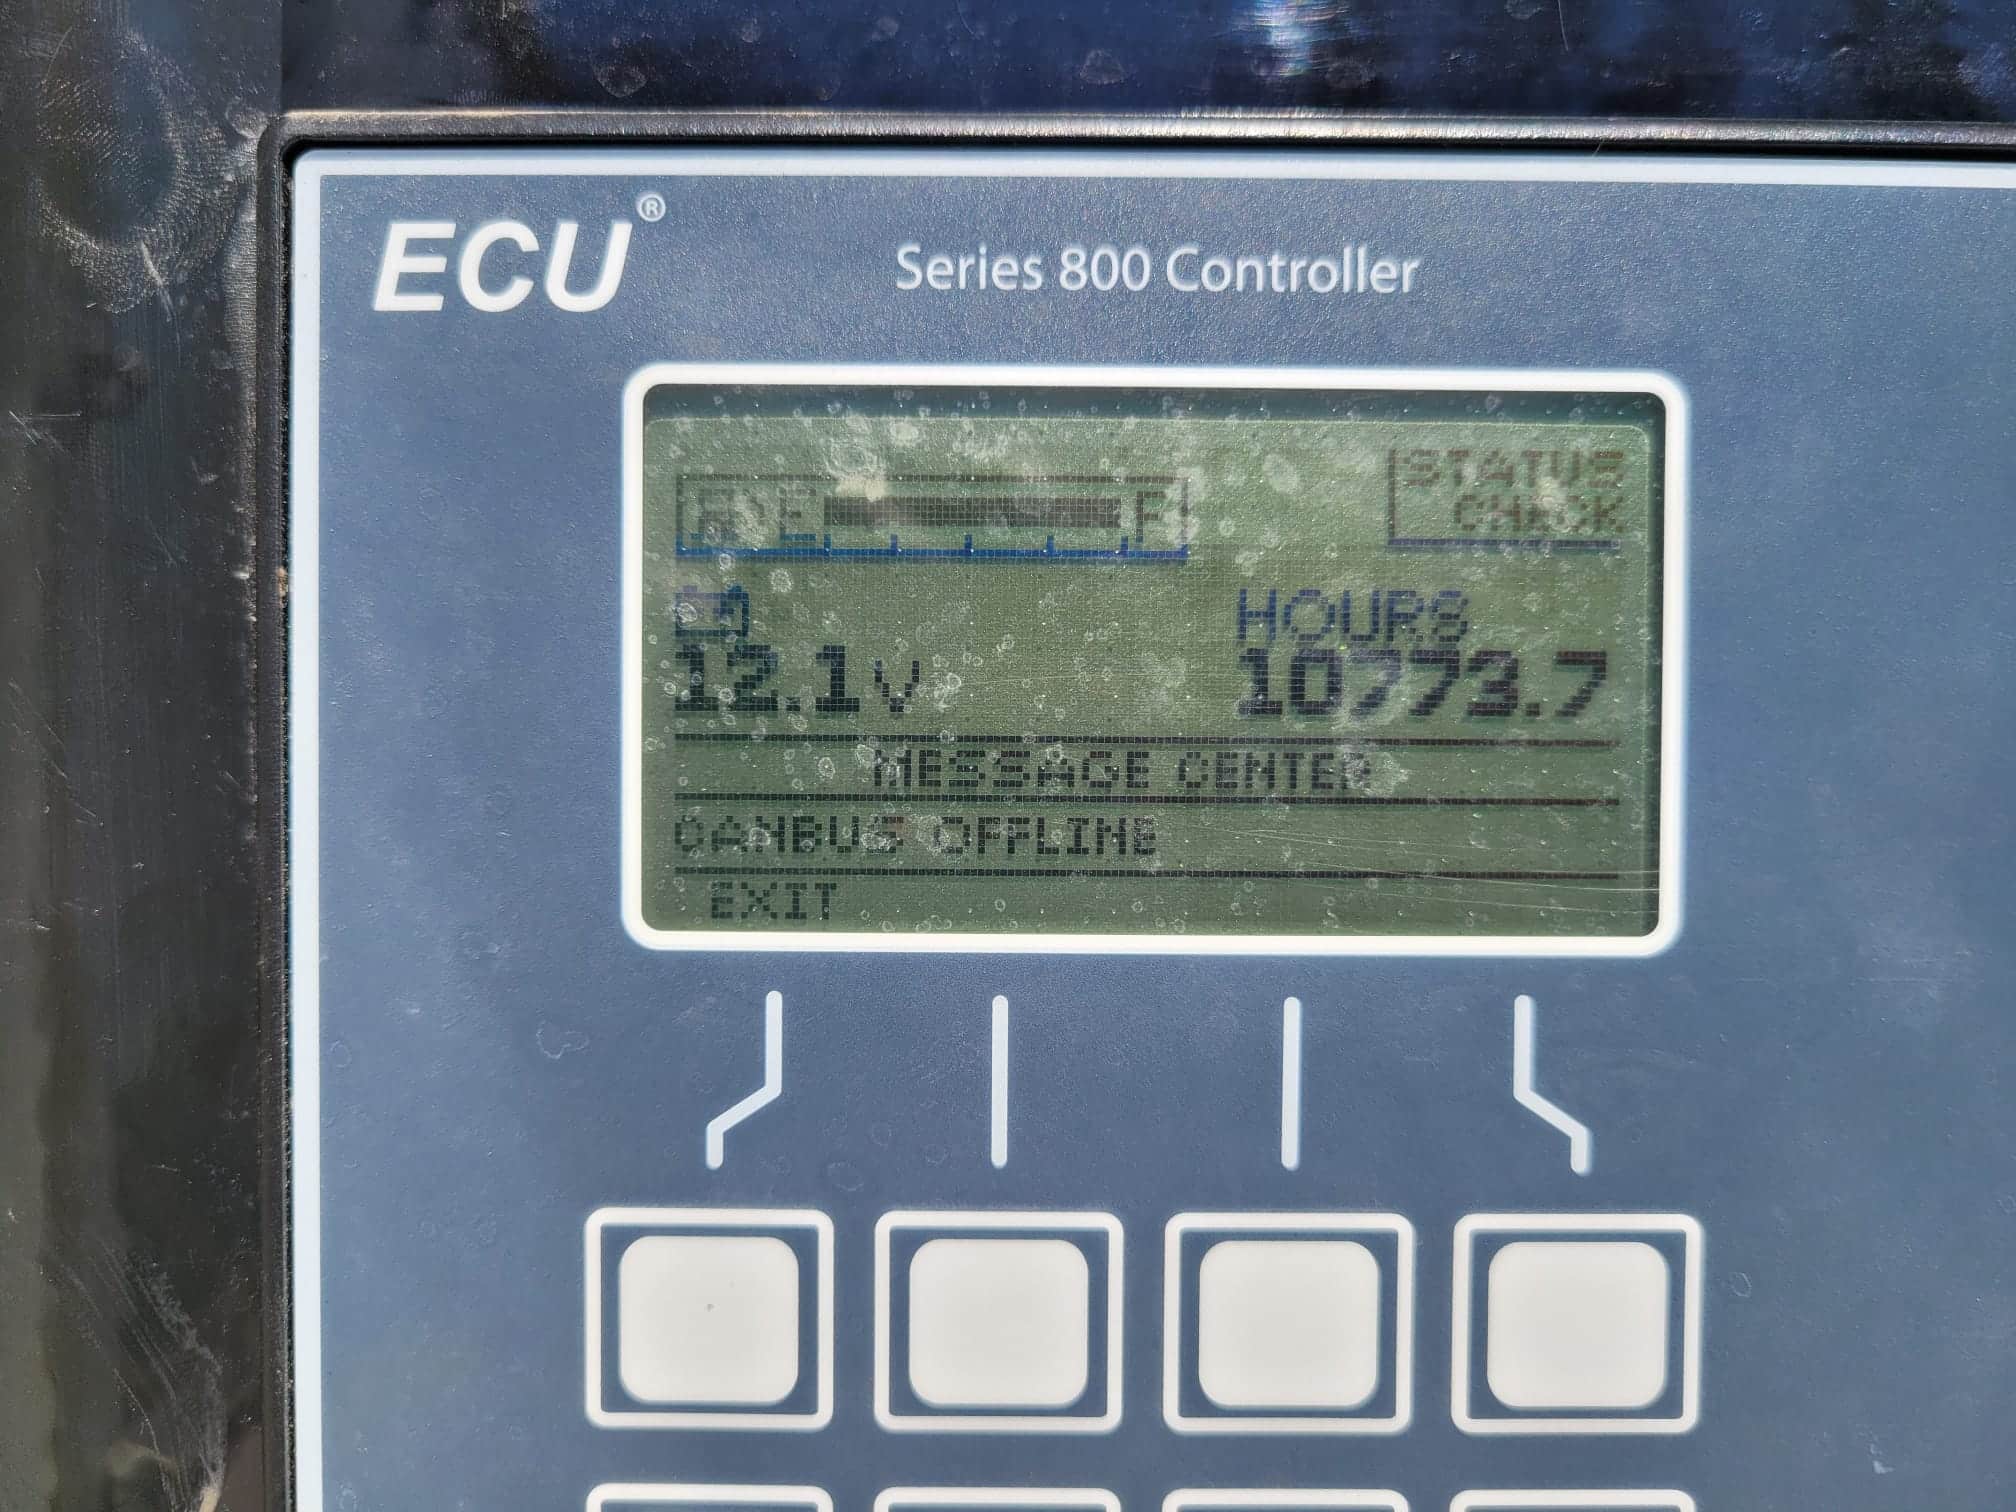 ECU®
Series 800 Controller
STATUS
CHECK
E F
HOURS
12.1V
10773.7
MESSAGE CENTER
CANBUS OFFLINE
EXIT